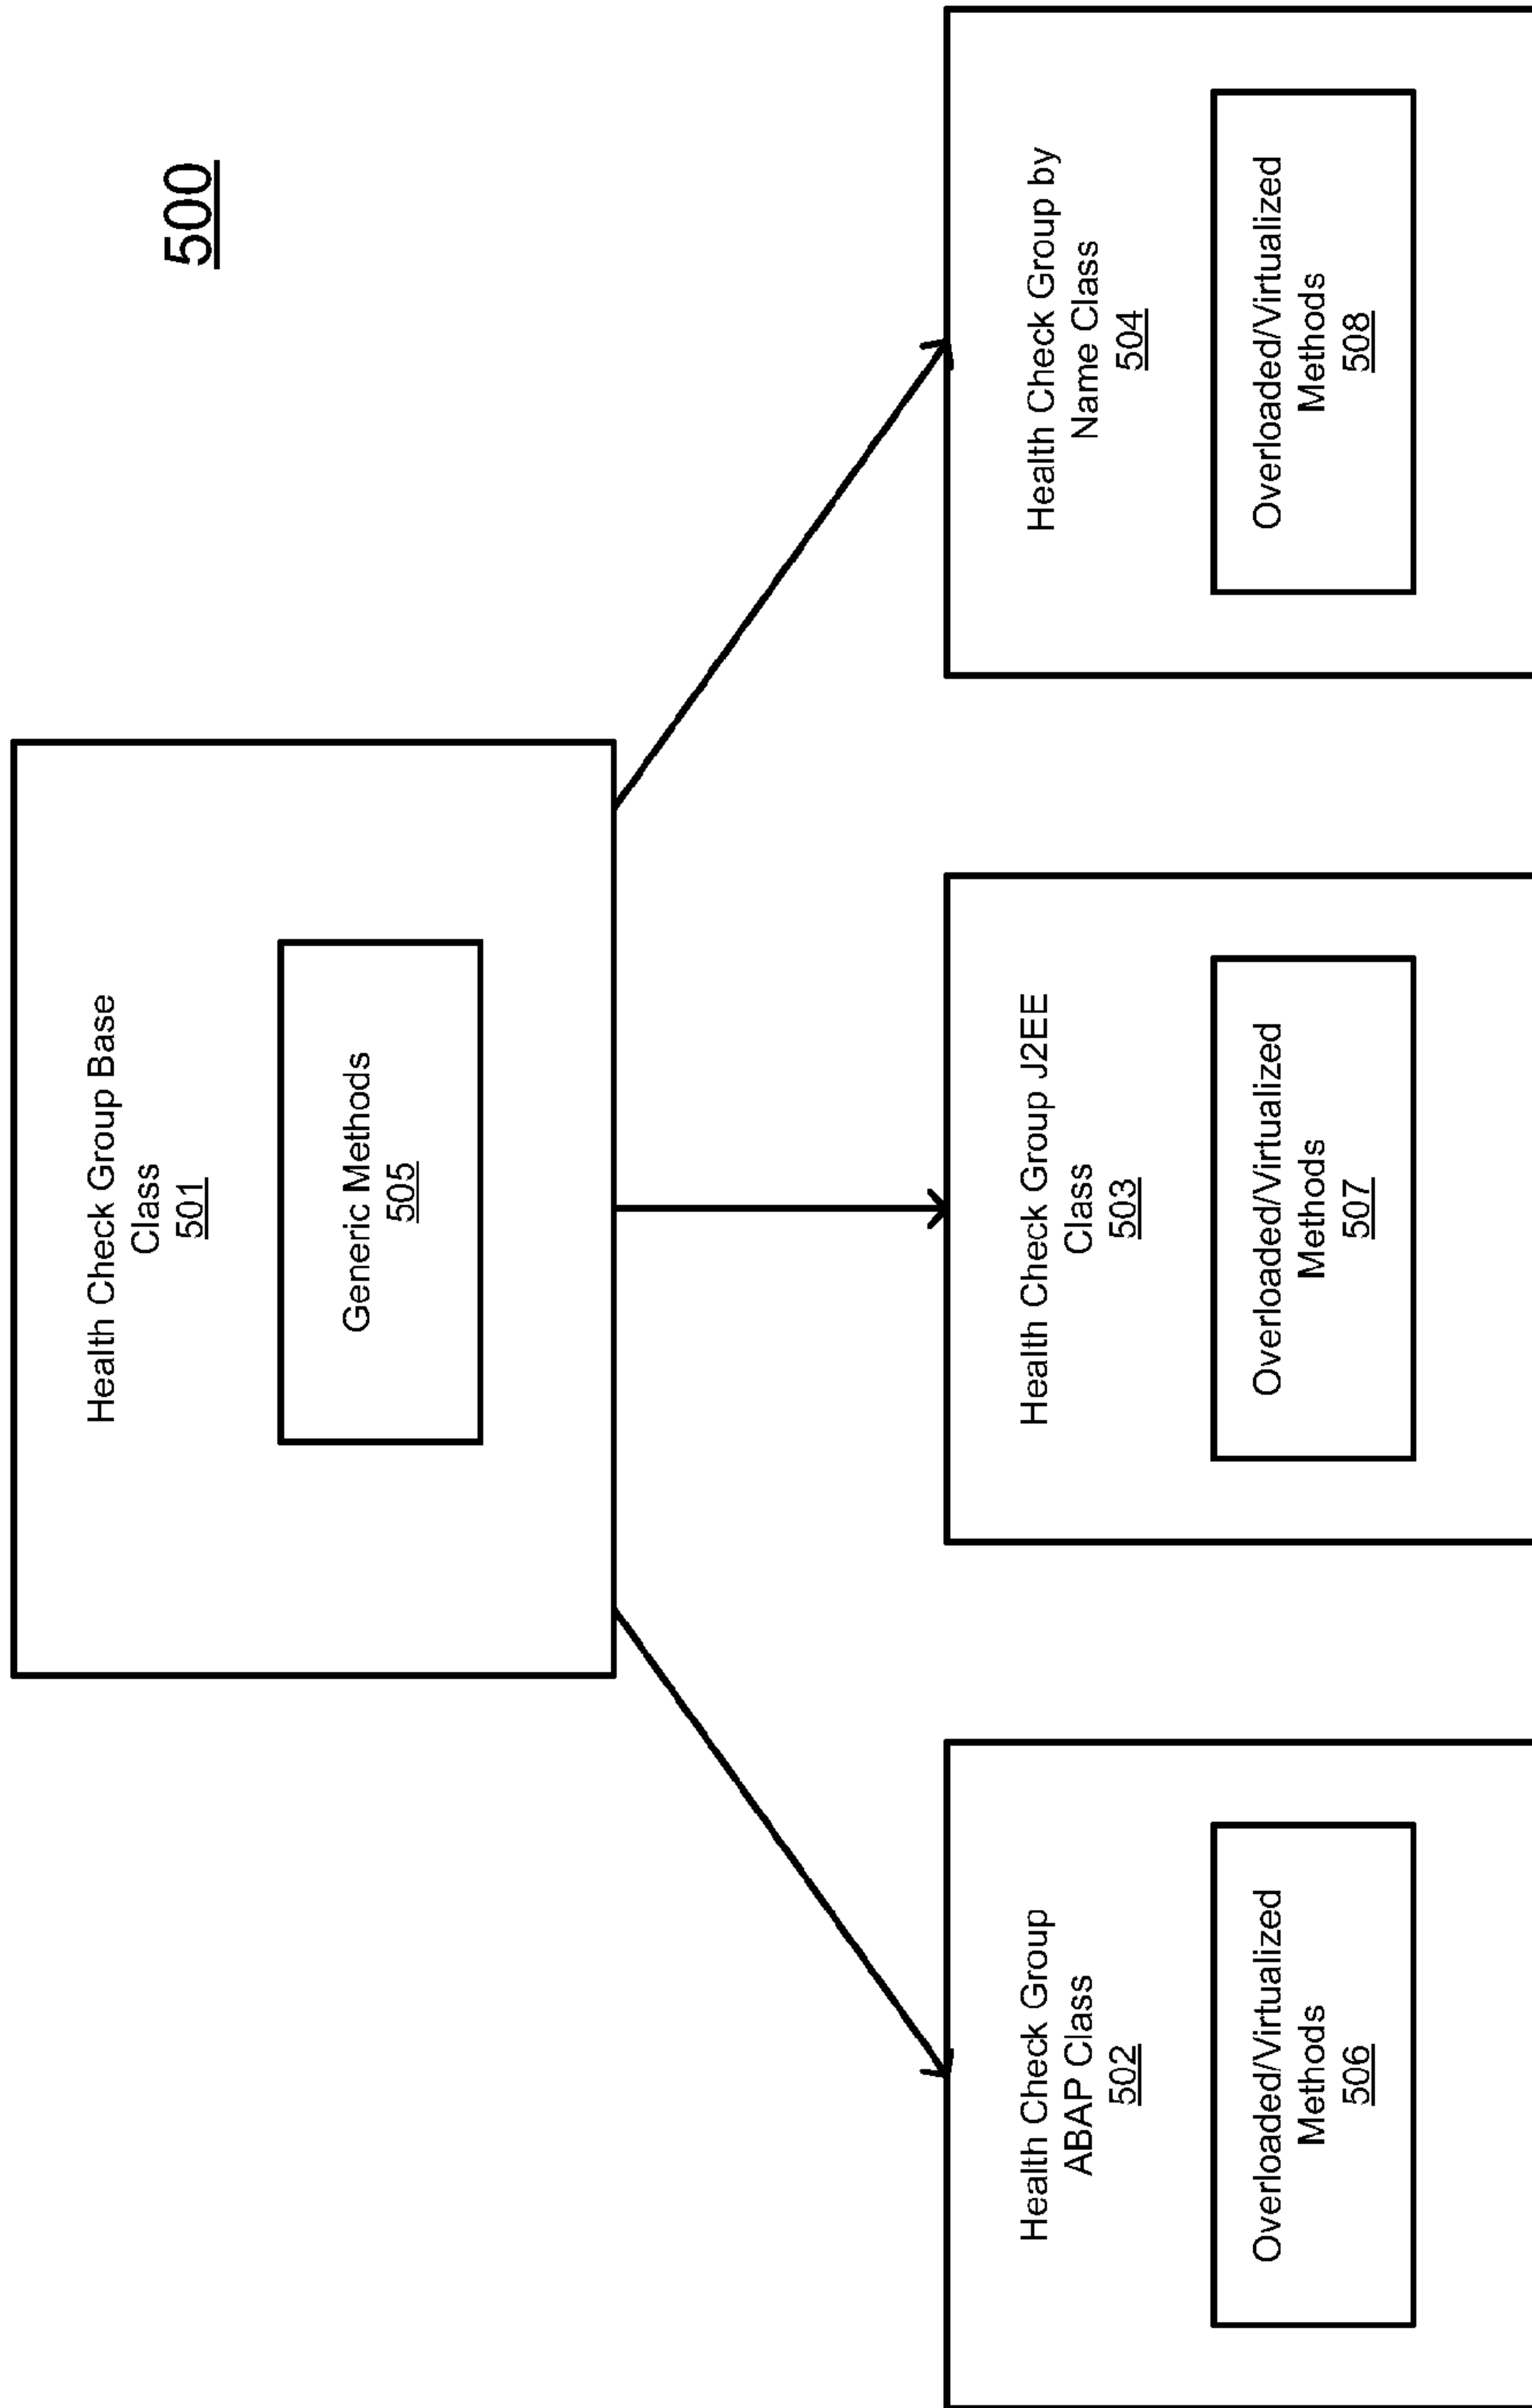 500
Health Check Group Base
Class
501
Generic Methods
505
Health Check Group
ABAP Class
502
Overloaded/Virtualized
Methods
506
Health Check Group J2EE
Class
503
Overloaded/Virtualized
Methods
507
Health Check Group by
Name Class
504
Overloaded/Virtualized
Methods
508